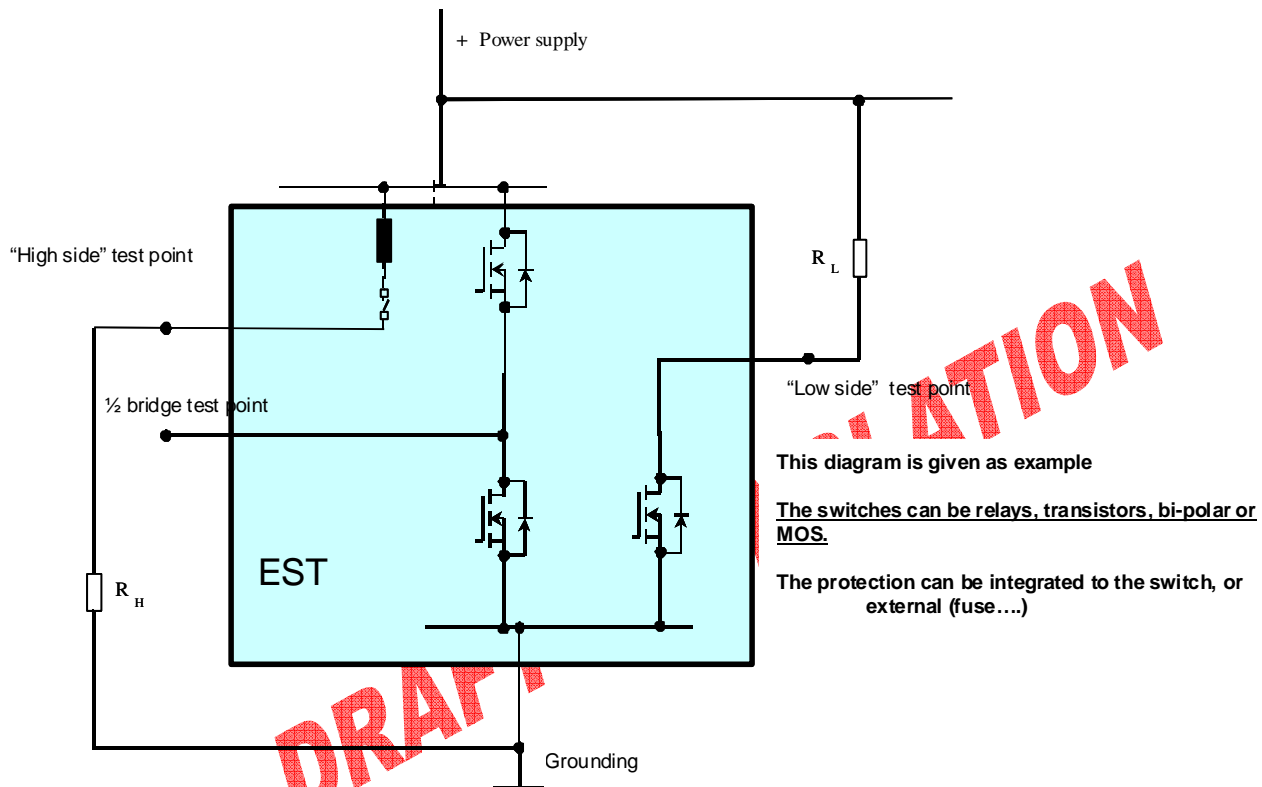 + Power supply
“High side” test point
R L
½ bridge test point
“Low side” test point
This diagram is given as example
The switches can be relays, transistors, bi-polar or
MOS.
The protection can be integrated to the switch, or
external (fuse….)
EST
R H
Grounding
DRAFT